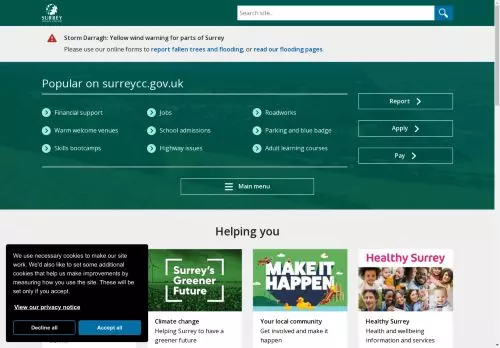 SURREY
Search site..
Storm Darragh: Yellow wind warning for parts of Surrey
Please use our online forms to report fallen trees and flooding, or read our flooding pages.
Popular on surreycc.gov.uk
Financial support
Jobs
Roadworks
Warm welcome venues
School admissions
Parking and blue badge
Skills bootcamps
Highway issues
Adult learning courses
Report
Apply
Pay
Main menu
Helping you
Surrey's
Greener
Future
MAKE IT
HAPPEN
Healthy Surrey
Climate change
Helping Surrey to have a
greener future
Your local community
Get involved and make it
happen
Healthy Surrey
Health and wellbeing
information and services
We use necessary cookies to make our site
work. We'd also like to set some additional
cookies that help us make improvements by
measuring how you use the site. These will be
set only if you accept.
View our privacy notice
Decline all
Accept all